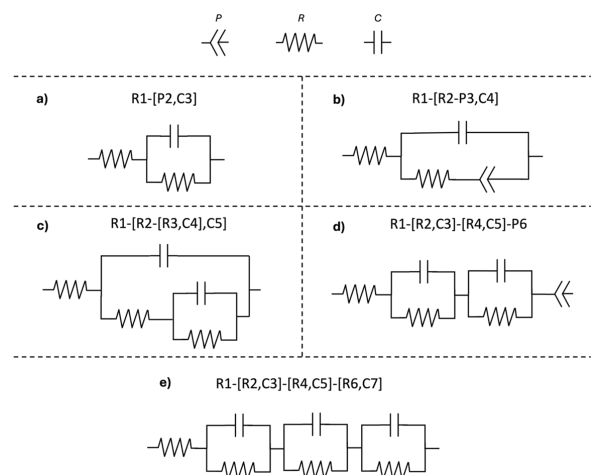 P R C
a) R1-[P2,C3]
b) R1-[R2-P3,C4]
c) R1-[R2-[R3,C4],C5]
d) R1-[R2,C3]-[R4,C5]-P6
e) R1-[R2,C3]-[R4,C5]-[R6,C7]